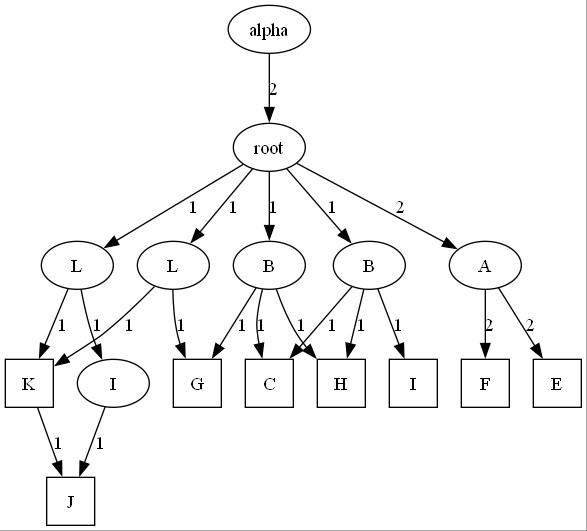 alpha
2
root
1 1 1 1 2
L L B B A
1 1 1 1 1 1 1 1 1 1 2 2
K I G C H I F E
1 1
J